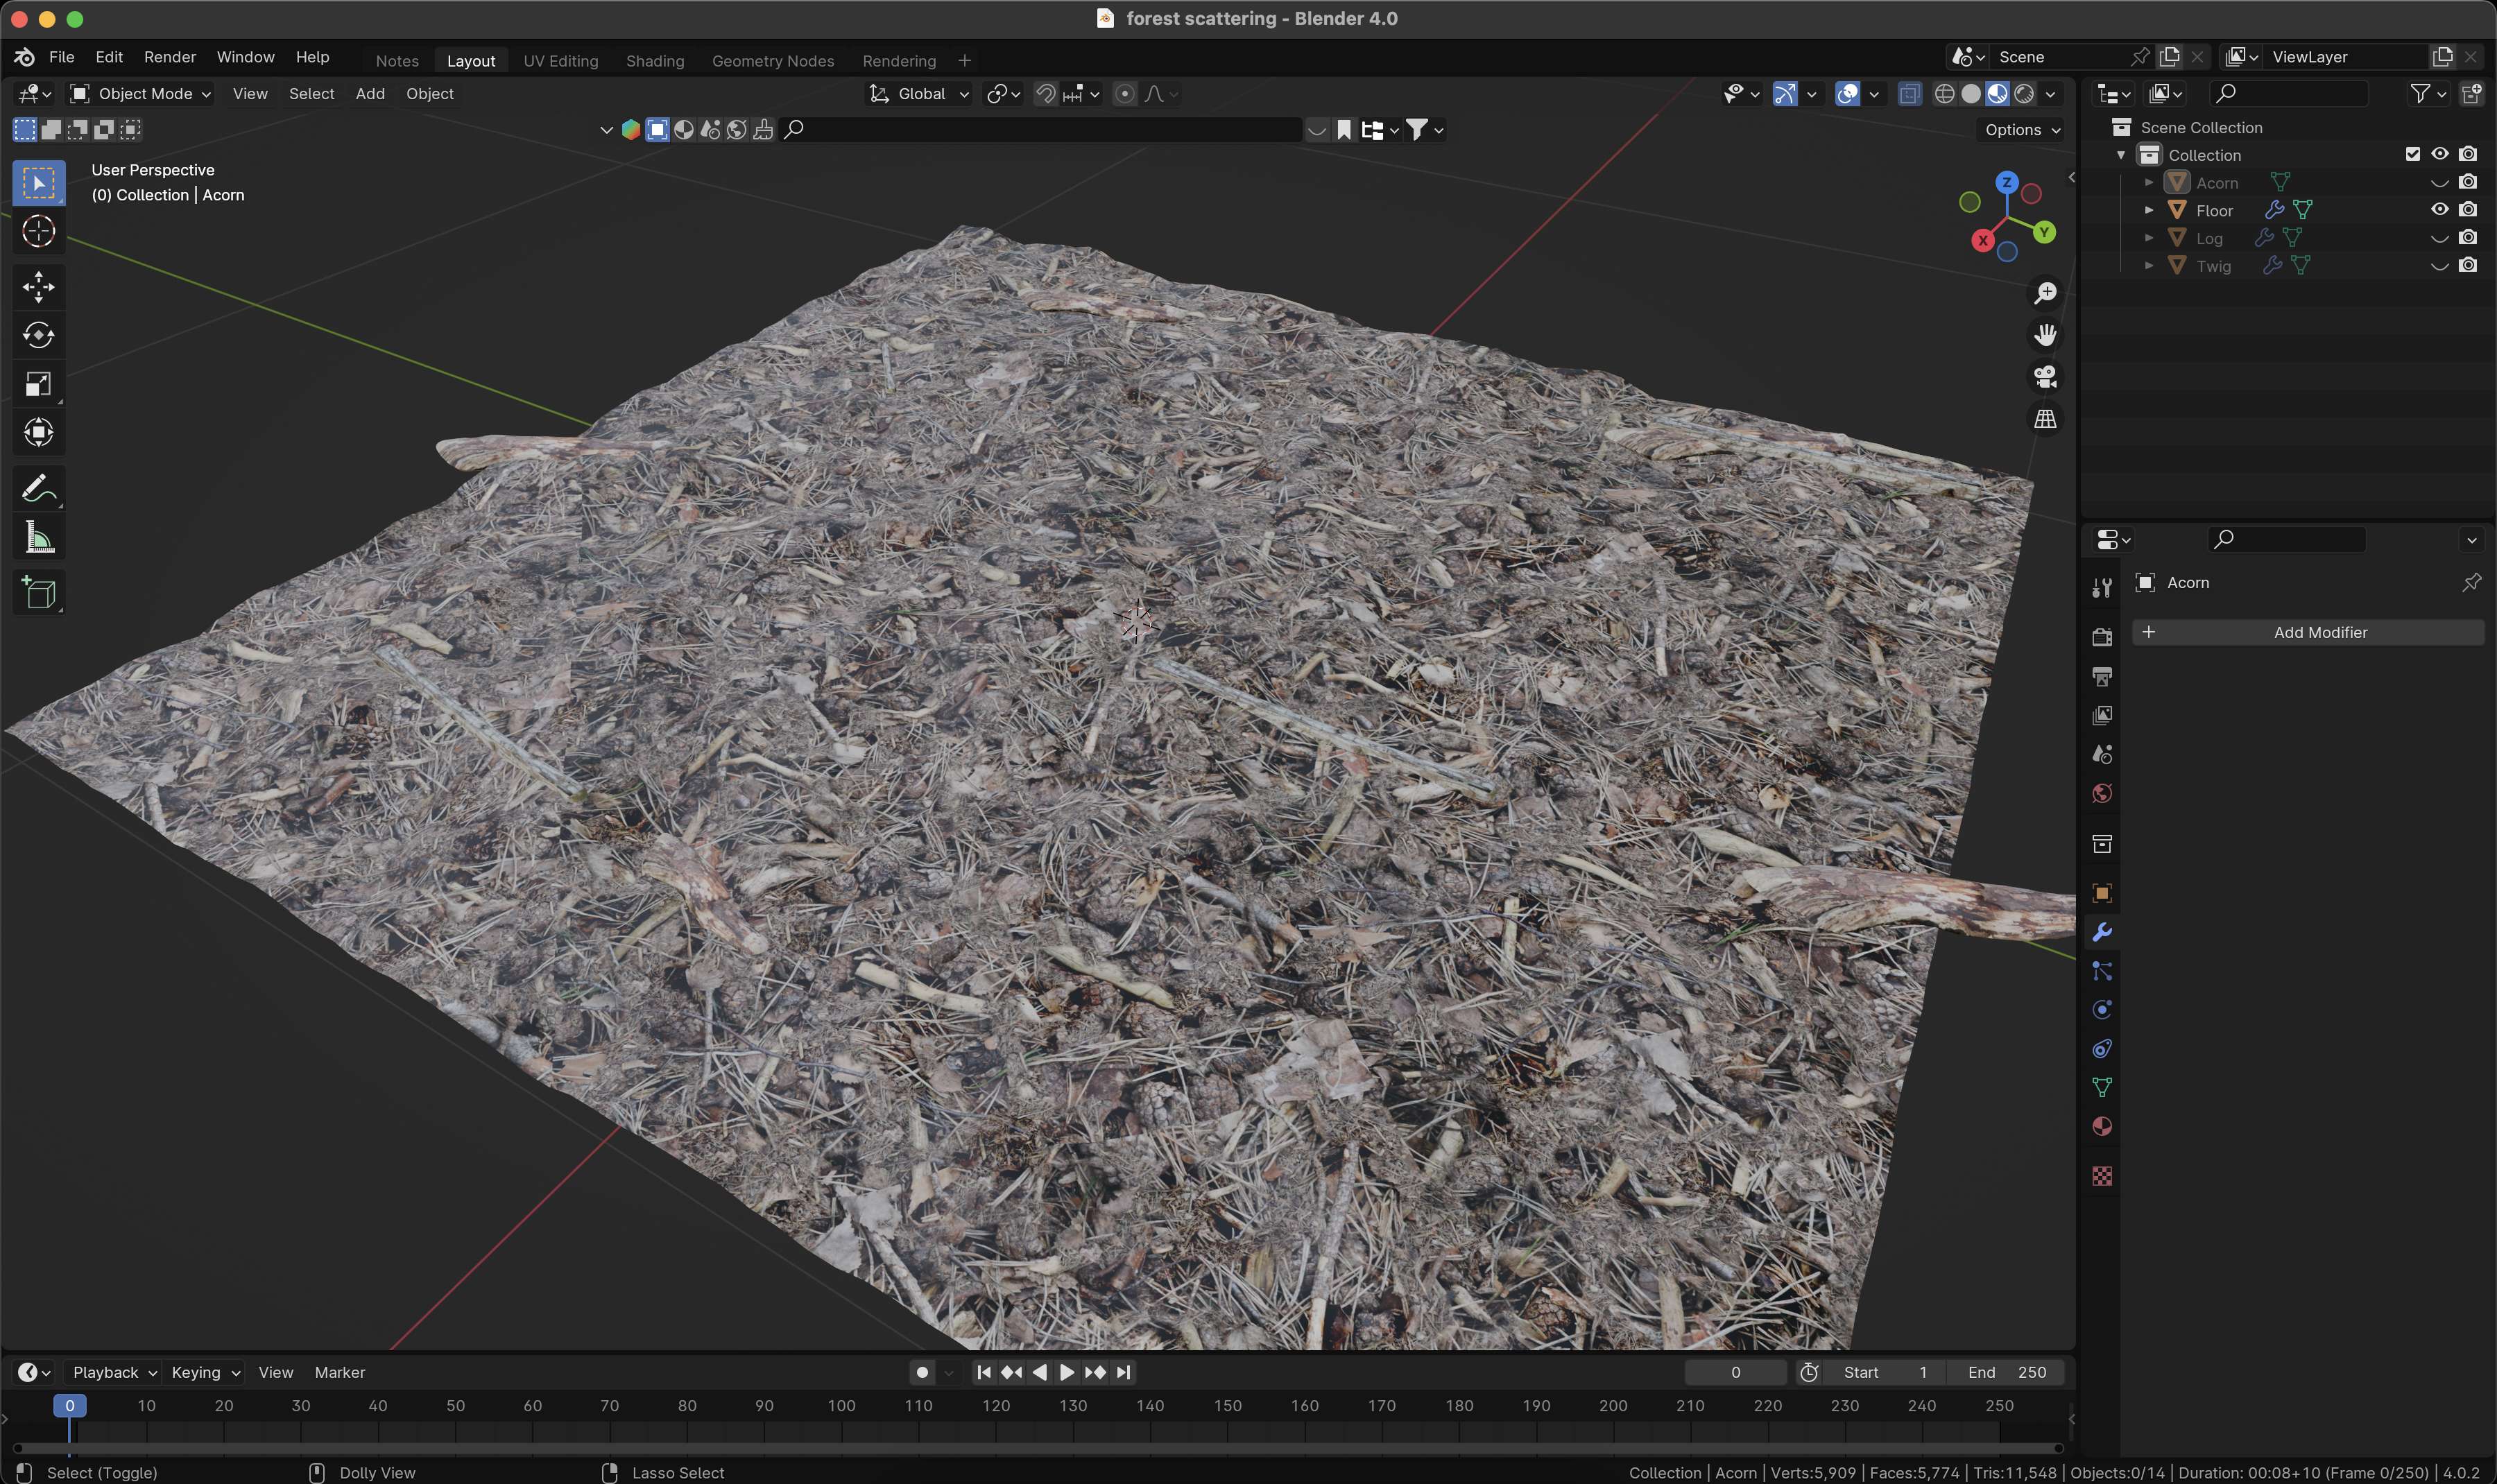 forest scattering - Blender 4.0
File Edit Render Window Help Notes Layout UV Editing Shading Geometry Nodes Rendering + Scene ViewLayer
Object Mode View Select Add Object Global
Options
User Perspective
(0) Collection | Acorn
Z
Y
X
Scene Collection
Collection
Acorn
Floor
Log
Twig
Acorn
+ Add Modifier
Playback Keying View Marker 0 Start 1 End 250
0 10 20 30 40 50 60 70 80 90 100 110 120 130 140 150 160 170 180 190 200 210 220 230 240 250
Select (Toggle) Dolly View Lasso Select Collection | Acorn | Verts:5,909 | Faces:5,774 | Tris:11,548 | Objects:0/14 | Duration: 00:08+10 (Frame 0/250) | 4.0.2